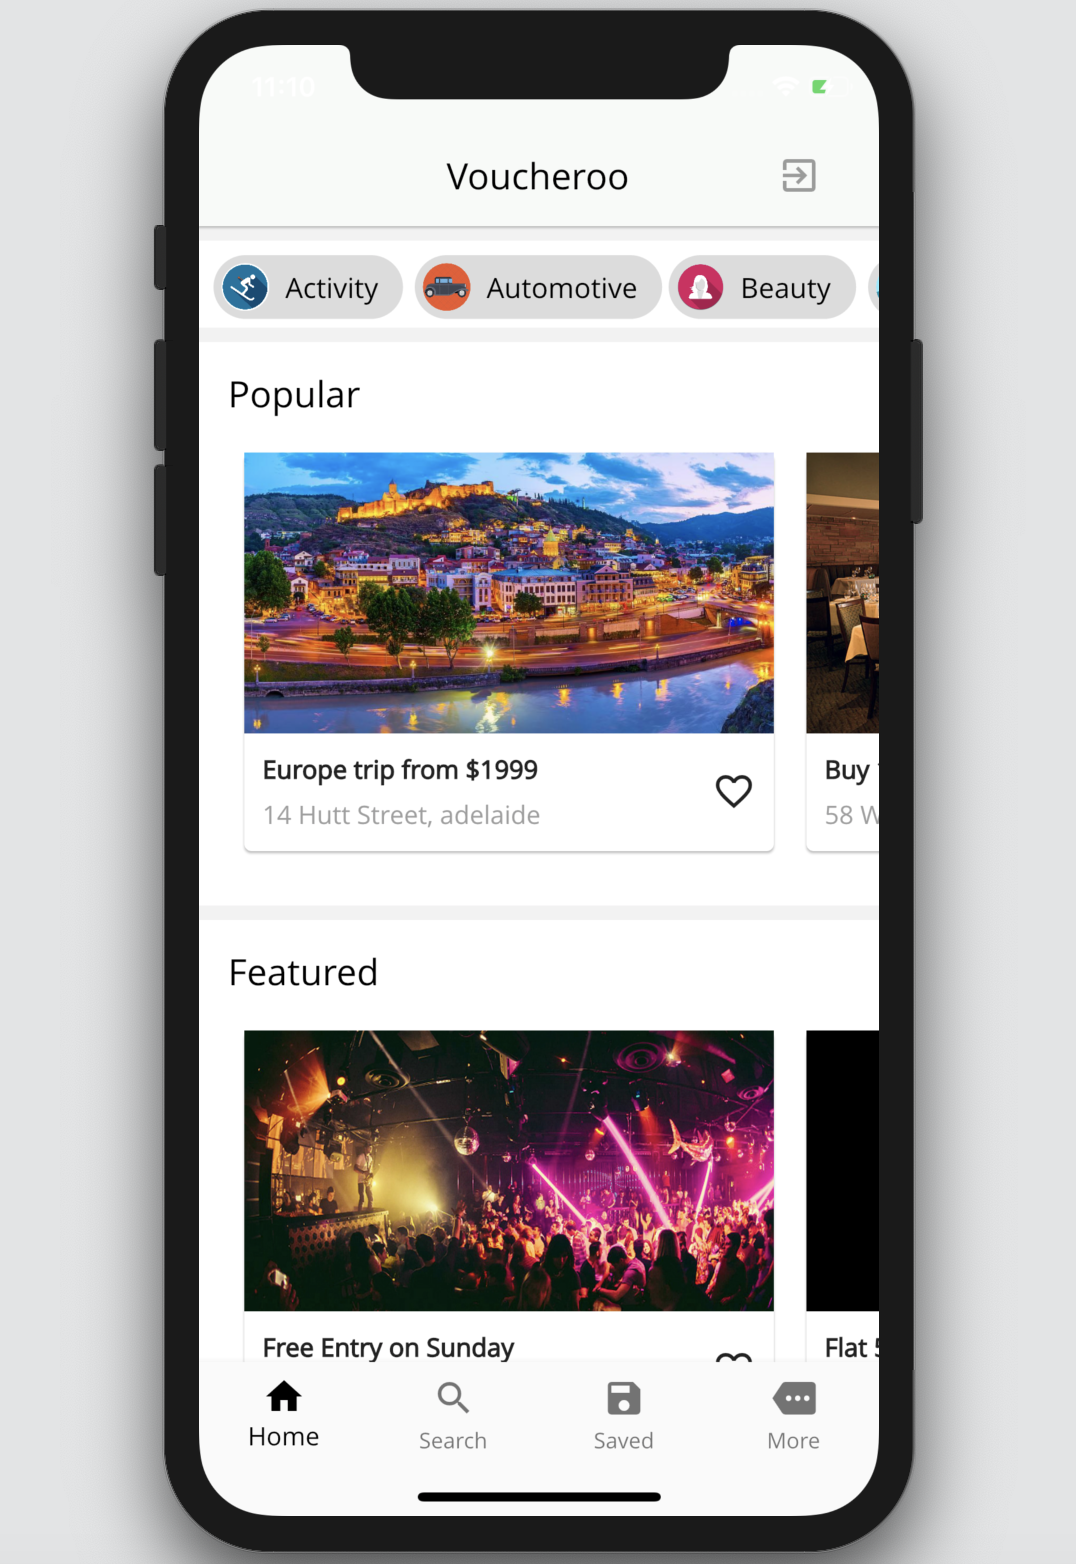 11:10
Voucheroo
Activity Automotive Beauty
Popular
Europe trip from $1999
14 Hutt Street, adelaide
Buy
58
Featured
Free Entry on Sunday
Flat
Home Search Saved More